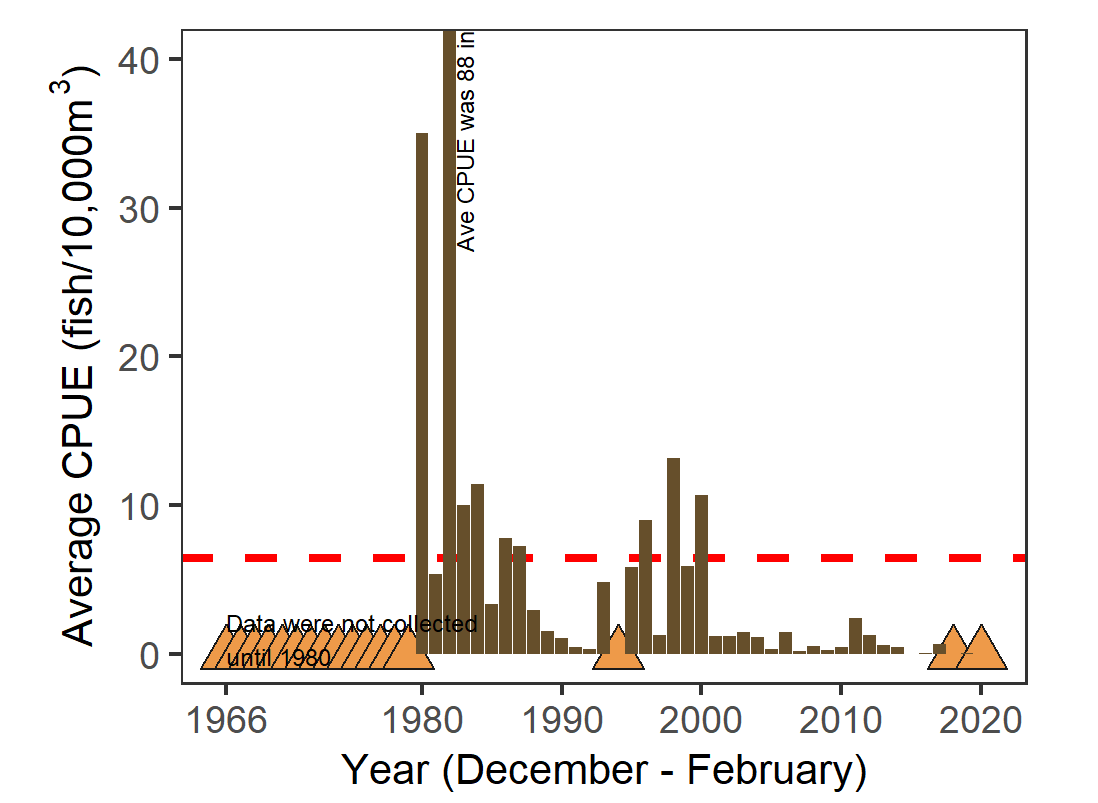 40
30
20
10
0
Average CPUE (fish/10,000m³)
Ave CPUE was 88 in
Data were not collected
until 1980
1966
1980
1990
2000
2010
2020
Year (December - February)